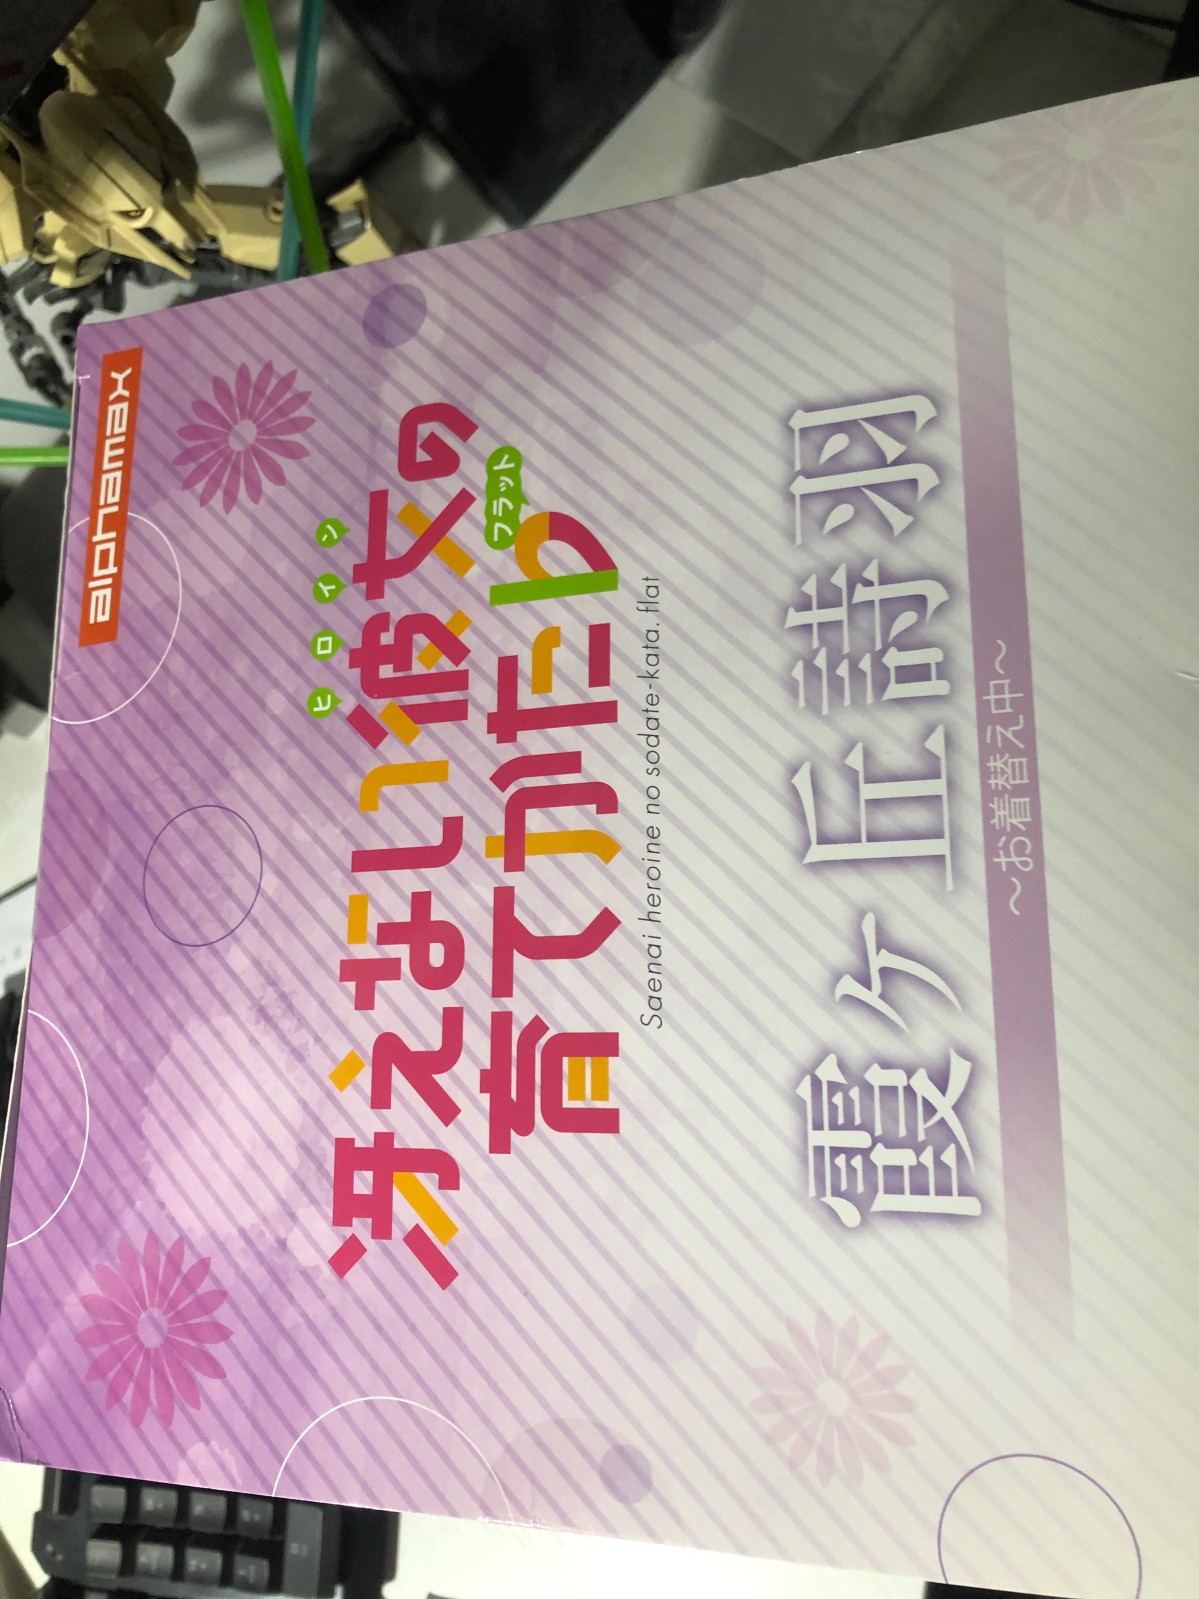 alphamax
ヒロイン
冴えない彼女の
フラット
育てかた♭
Saenai heroine no sodate-kata. flat
霞ヶ丘詩羽
～お着替え中～